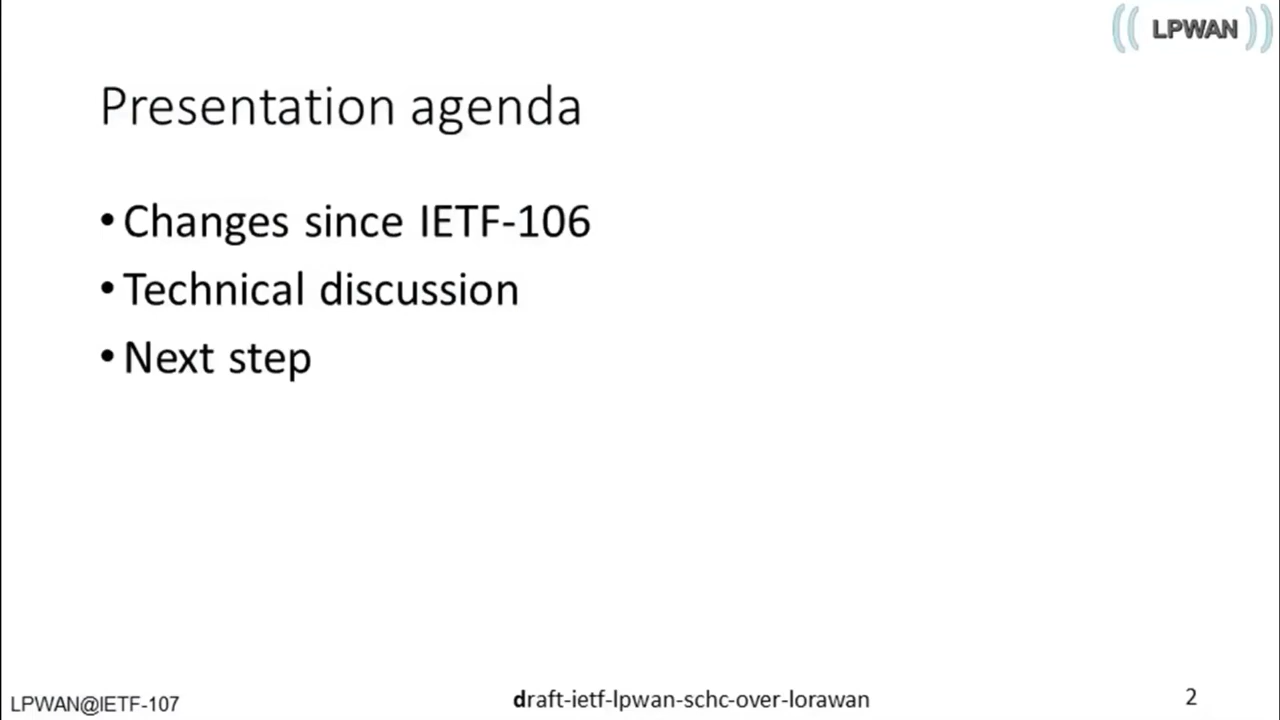 (( LPWAN ))
Presentation agenda
• Changes since IETF-106
• Technical discussion
• Next step
LPWAN@IETF-107
draft-ietf-lpwan-schc-over-lorawan
2